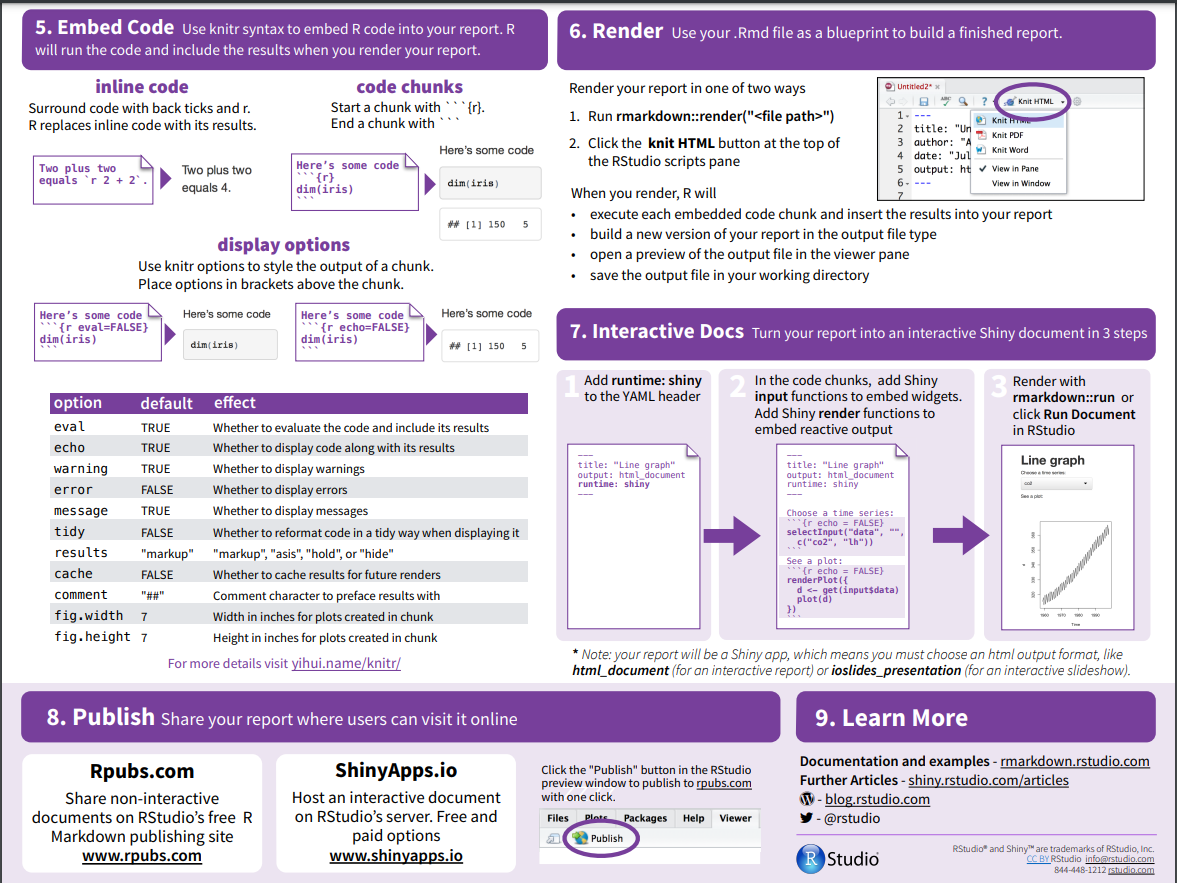 5. Embed Code Use knitr syntax to embed R code into your report. R
will run the code and include the results when you render your report.
inline code
Surround code with back ticks and r.
R replaces inline code with its results.
Two plus two
equals `r 2 + 2`.
Two plus two
equals 4.
code chunks
Start a chunk with ```{r}.
End a chunk with ```
Here's some code
```{r}
dim(iris)
```
Here's some code
dim(iris)
## [1] 150 5
display options
Use knitr options to style the output of a chunk.
Place options in brackets above the chunk.
Here's some code
```{r eval=FALSE}
dim(iris)
```
Here's some code
dim(iris)
Here's some code
```{r echo=FALSE}
dim(iris)
```
Here's some code
## [1] 150 5
option default effect
eval TRUE Whether to evaluate the code and include its results
echo TRUE Whether to display code along with its results
warning TRUE Whether to display warnings
error FALSE Whether to display errors
message TRUE Whether to display messages
tidy FALSE Whether to reformat code in a tidy way when displaying it
results "markup" "markup", "asis", "hold", or "hide"
cache FALSE Whether to cache results for future renders
comment "##" Comment character to preface results with
fig.width 7 Width in inches for plots created in chunk
fig.height 7 Height in inches for plots created in chunk
For more details visit yihui.name/knitr/
6. Render Use your .Rmd file as a blueprint to build a finished report.
Render your report in one of two ways
1. Run rmarkdown::render("<file path>")
2. Click the knit HTML button at the top of
the RStudio scripts pane
Untitled2*
ABC ? Knit HTML
1 ---
2 title: "Un
3 author: "A
4 date: "Jul
5 output: ht
6 ---
7
Knit HTML
Knit PDF
Knit Word
View in Pane
View in Window
When you render, R will
• execute each embedded code chunk and insert the results into your report
• build a new version of your report in the output file type
• open a preview of the output file in the viewer pane
• save the output file in your working directory
7. Interactive Docs Turn your report into an interactive Shiny document in 3 steps
1 Add runtime: shiny
to the YAML header
---
title: "Line graph"
output: html_document
runtime: shiny
---
2 In the code chunks, add Shiny
input functions to embed widgets.
Add Shiny render functions to
embed reactive output
---
title: "Line graph"
output: html_document
runtime: shiny
---
Choose a time series:
```{r echo = FALSE}
selectInput("data", "",
c("co2", "lh"))
```
See a plot:
```{r echo = FALSE}
renderPlot({
d <- get(input$data)
plot(d)
})
```
3 Render with
rmarkdown::run or
click Run Document
in RStudio
Line graph
Choose a time series:
co2
See a plot:
1960 1970 1980 1990
Time
* Note: your report will be a Shiny app, which means you must choose an html output format, like
html_document (for an interactive report) or ioslides_presentation (for an interactive slideshow).
8. Publish Share your report where users can visit it online
Rpubs.com
Share non-interactive
documents on RStudio's free R
Markdown publishing site
www.rpubs.com
ShinyApps.io
Host an interactive document
on RStudio's server. Free and
paid options
www.shinyapps.io
Click the "Publish" button in the RStudio
preview window to publish to rpubs.com
with one click.
Files Plots Packages Help Viewer
Publish
9. Learn More
Documentation and examples - rmarkdown.rstudio.com
Further Articles - shiny.rstudio.com/articles
- blog.rstudio.com
- @rstudio
R Studio®
RStudio® and Shiny™ are trademarks of RStudio, Inc.
CC BY RStudio info@rstudio.com
844-448-1212 rstudio.com